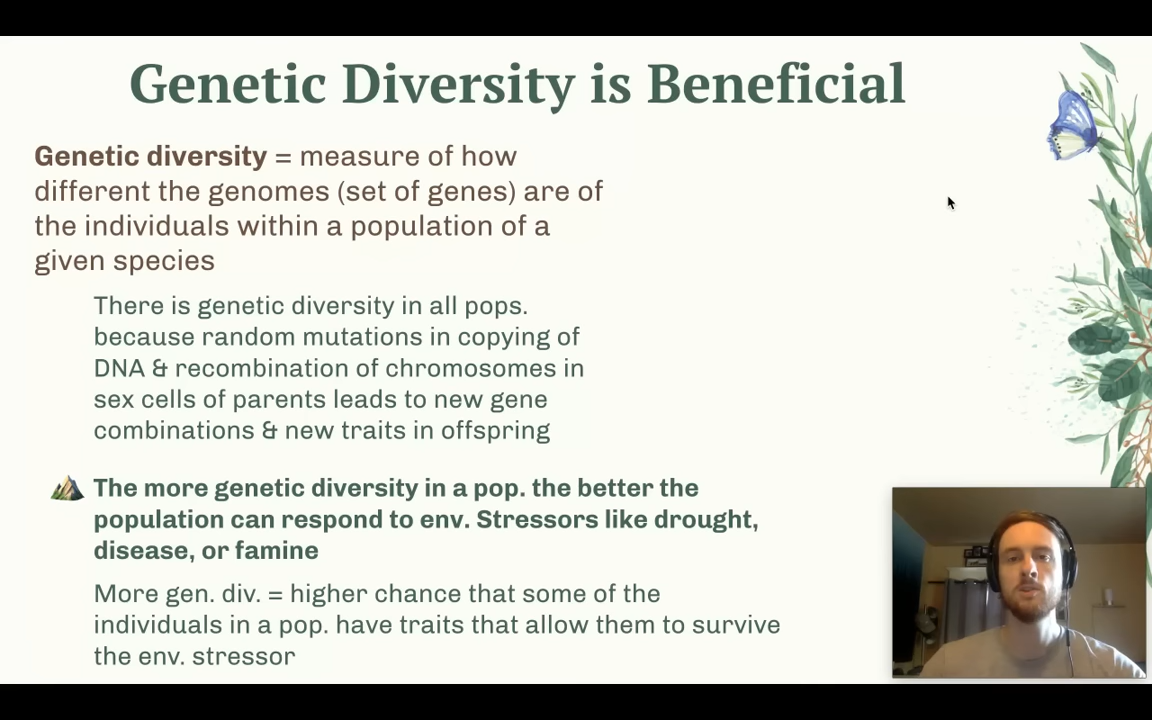 Genetic Diversity is Beneficial
Genetic diversity = measure of how
different the genomes (set of genes) are of
the individuals within a population of a
given species
There is genetic diversity in all pops.
because random mutations in copying of
DNA & recombination of chromosomes in
sex cells of parents leads to new gene
combinations & new traits in offspring
The more genetic diversity in a pop. the better the
population can respond to env. Stressors like drought,
disease, or famine
More gen. div. = higher chance that some of the
individuals in a pop. have traits that allow them to survive
the env. stressor